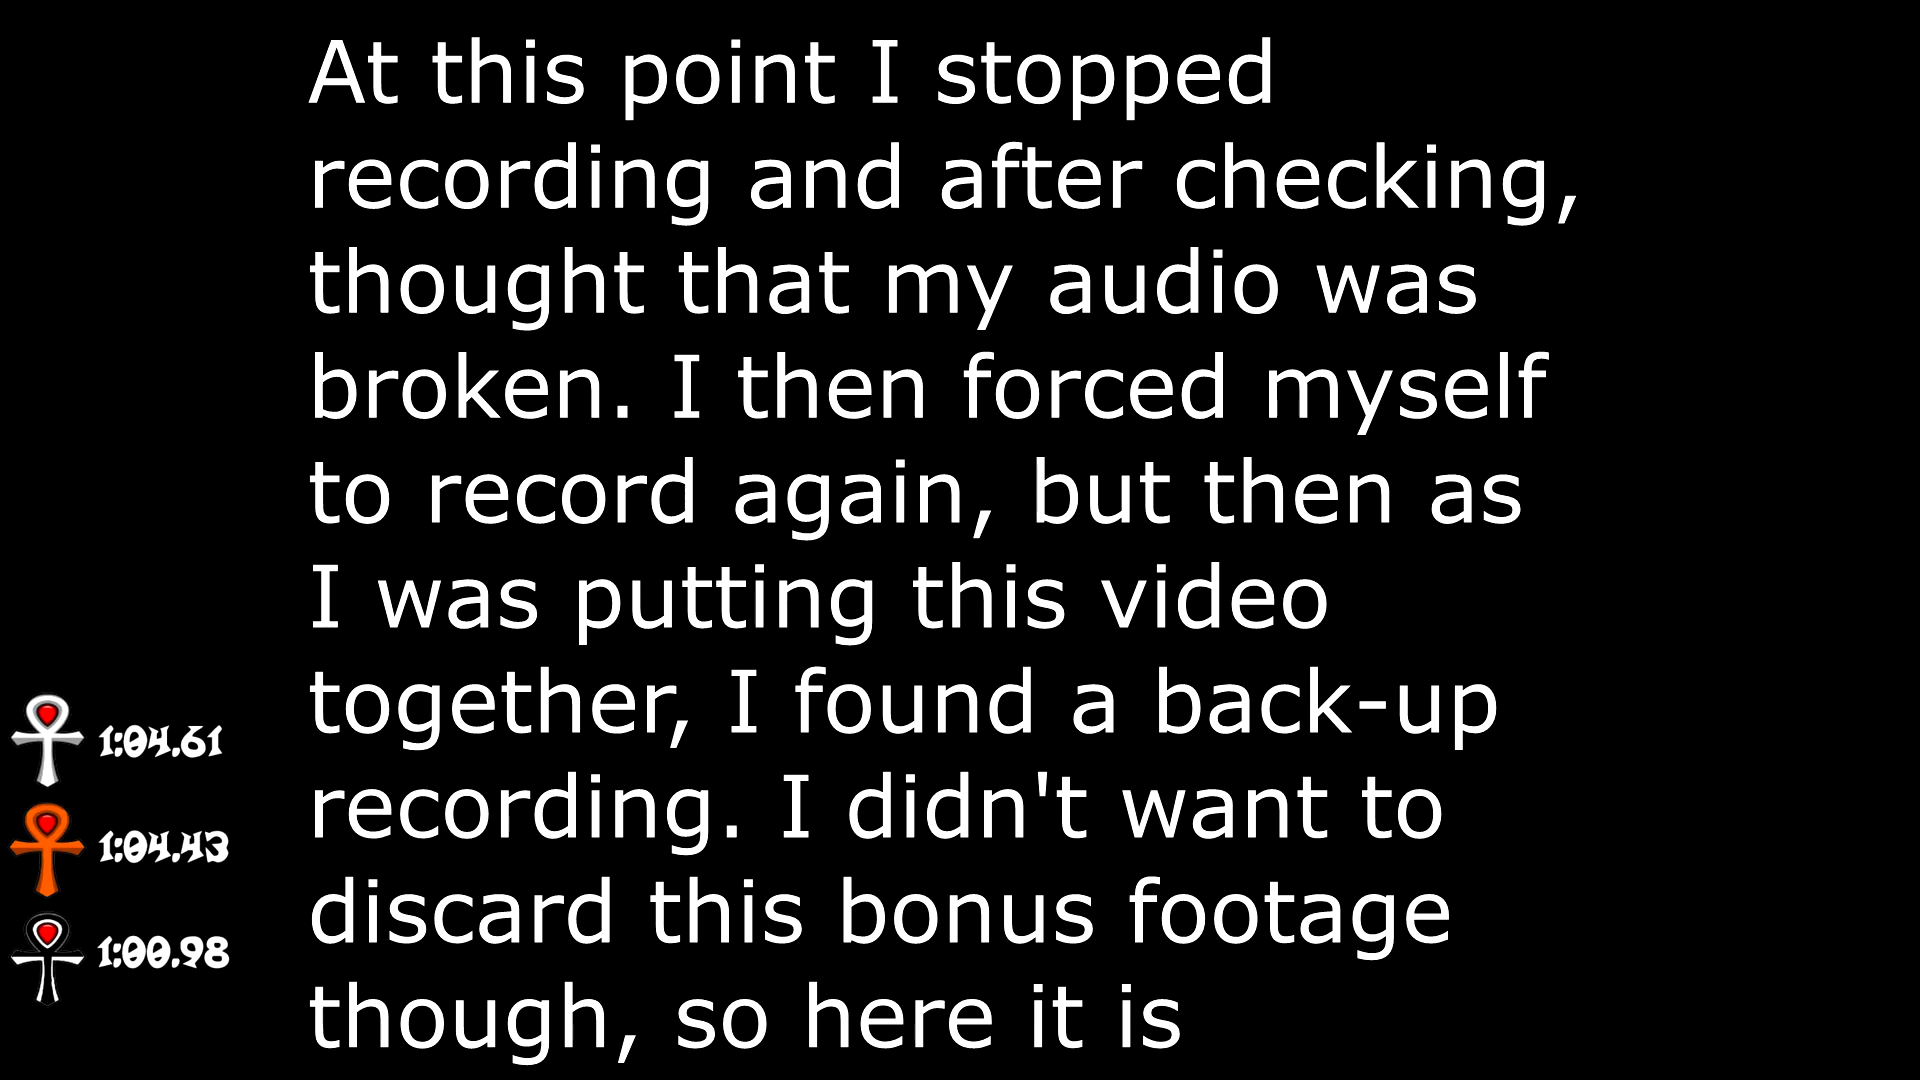 At this point I stopped
recording and after checking,
thought that my audio was
broken. I then forced myself
to record again, but then as
I was putting this video
together, I found a back-up
recording. I didn't want to
discard this bonus footage
though, so here it is
1:04.61
1:04.43
1:00.98